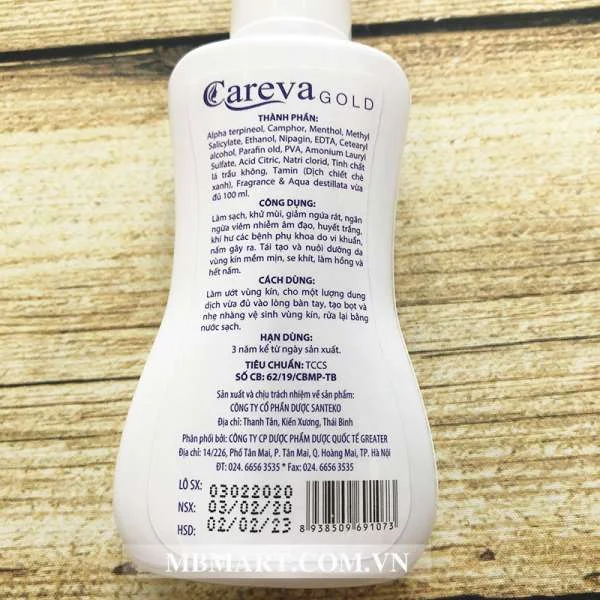 Careva GOLD
THÀNH PHẦN:
Alpha terpineol, Camphor, Menthol, Methyl
Salicylate, Ethanol, Nipagin, EDTA, Cetearyl
alcohol, Parafin old, PVA, Amonium Lauryl
Sulfate, Acid Citric, Natri clorid, Tinh chất
lá trầu không, Tamin (Dịch chiết chè
xanh), Fragrance & Aqua destillata vừa
đủ 100 ml.
CÔNG DỤNG:
Làm sạch, khử mùi, giảm ngứa rát, ngăn
ngừa viêm nhiễm âm đạo, huyết trắng,
khí hư các bệnh phụ khoa do vi khuẩn,
nấm gây ra. Tái tạo và nuôi dưỡng da
vùng kín mềm mịn, se khít, làm hồng và
hết nấm.
CÁCH DÙNG:
Làm ướt vùng kín, cho một lượng dung
dịch vừa đủ vào lòng bàn tay, tạo bọt và
nhẹ nhàng vệ sinh vùng kín, rửa lại bằng
nước sạch.
HẠN DÙNG:
3 năm kể từ ngày sản xuất.
TIÊU CHUẨN: TCCS
SỐ CB: 62/19/CBMP-TB
Sản xuất và chịu trách nhiệm về sản phẩm:
CÔNG TY CỔ PHẦN DƯỢC SANTEKO
Địa chỉ: Thanh Tân, Kiến Xương, Thái Bình
Phân phối bởi: CÔNG TY CP DƯỢC PHẨM DƯỢC QUỐC TẾ GREATER
Địa chỉ: 14/226, Phố Tân Mai, P. Tân Mai, Q. Hoàng Mai, TP. Hà Nội
ĐT: 024. 6656 3535 * Fax: 024. 6656 3535
LÔ SX: 03022020
NSX: 03/02/20
HSD: 02/02/23
8 938509 691073
MBMART.COM.VN